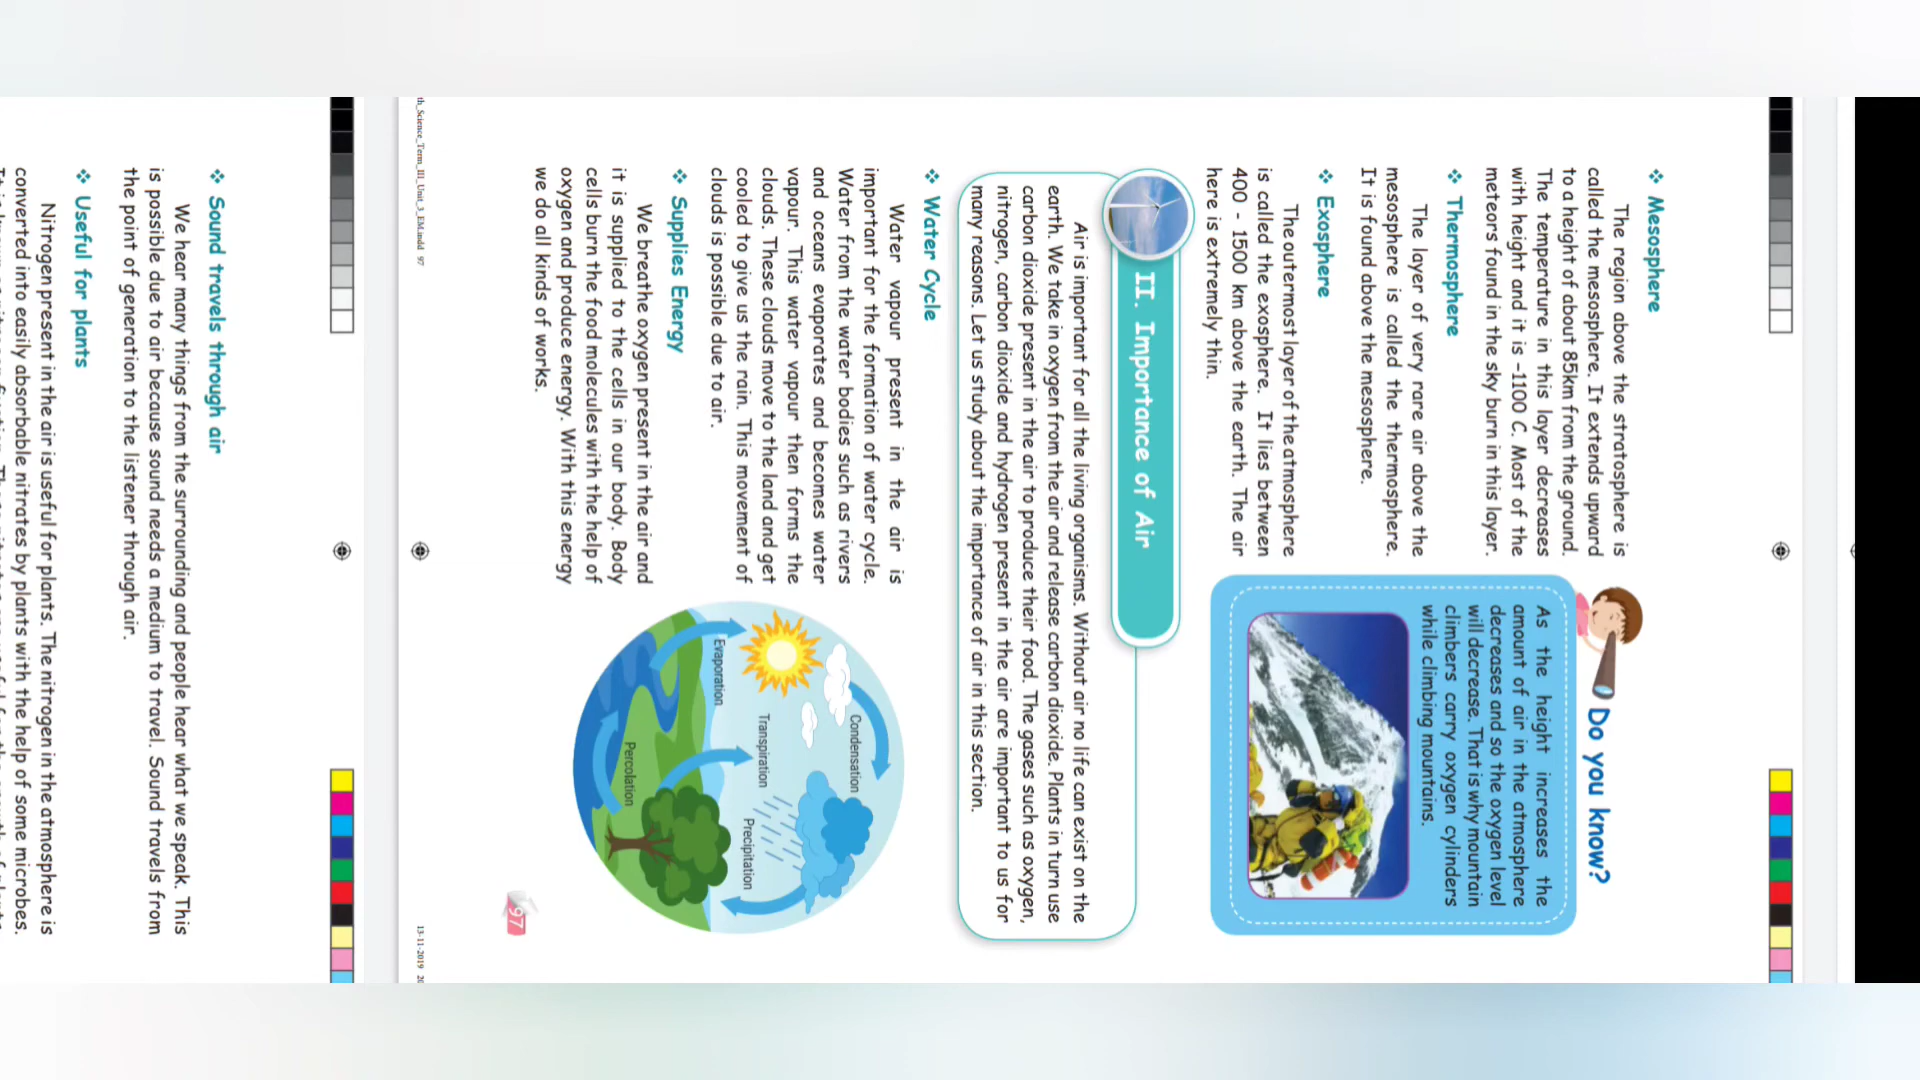 ❖ Mesosphere
The region above the stratosphere is
called the mesosphere. It extends upward
to a height of about 85km from the ground.
The temperature in this layer decreases
with height and it is –1100 C. Most of the
meteors found in the sky burn in this layer.
❖ Thermosphere
The layer of very rare air above the
mesosphere is called the thermosphere.
It is found above the mesosphere.
❖ Exosphere
The outermost layer of the atmosphere
is called the exosphere. It lies between
400 - 1500 km above the earth. The air
here is extremely thin.
Do you know?
As the height increases the
amount of air in the atmosphere
decreases and so the oxygen level
will decrease. That is why mountain
climbers carry oxygen cylinders
while climbing mountains.
II. Importance of Air
Air is important for all the living organisms. Without air no life can exist on the
earth. We take in oxygen from the air and release carbon dioxide. Plants in turn use
carbon dioxide present in the air to produce their food. The gases such as oxygen,
nitrogen, carbon dioxide and hydrogen present in the air are important to us for
many reasons. Let us study about the importance of air in this section.
❖ Water Cycle
Water vapour present in the air is
important for the formation of water cycle.
Water from the water bodies such as rivers
and oceans evaporates and becomes water
vapour. This water vapour then forms the
clouds. These clouds move to the land and get
cooled to give us the rain. This movement of
clouds is possible due to air.
❖ Supplies Energy
We breathe oxygen present in the air and
it is supplied to the cells in our body. Body
cells burn the food molecules with the help of
oxygen and produce energy. With this energy
we do all kinds of works.
Condensation
Evaporation
Transpiration
Precipitation
Percolation
97
th_Science_Term_III_Unit_3_EM.indd 97
13-11-2019 20
❖ Sound travels through air
We hear many things from the surrounding and people hear what we speak. This
is possible due to air because sound needs a medium to travel. Sound travels from
the point of generation to the listener through air.
❖ Useful for plants
Nitrogen present in the air is useful for plants. The nitrogen in the atmosphere is
converted into easily absorbable nitrates by plants with the help of some microbes.